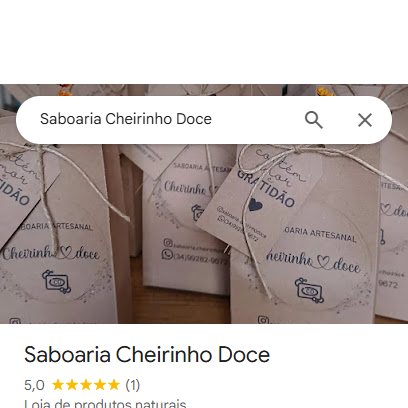 Saboaria Cheirinho Doce
contém
GRATIDÃO
SABOARIA ARTESANAL
Cheirinho doce
SABOARIA ARTESANAL
Cheirinho
(34)99282-9672
GRATIDÃO
SABOARIA ARTESANAL
cheirinho doce
doce
Saboaria Cheirinho Doce
5,0 (1)
Loja de produtos naturais